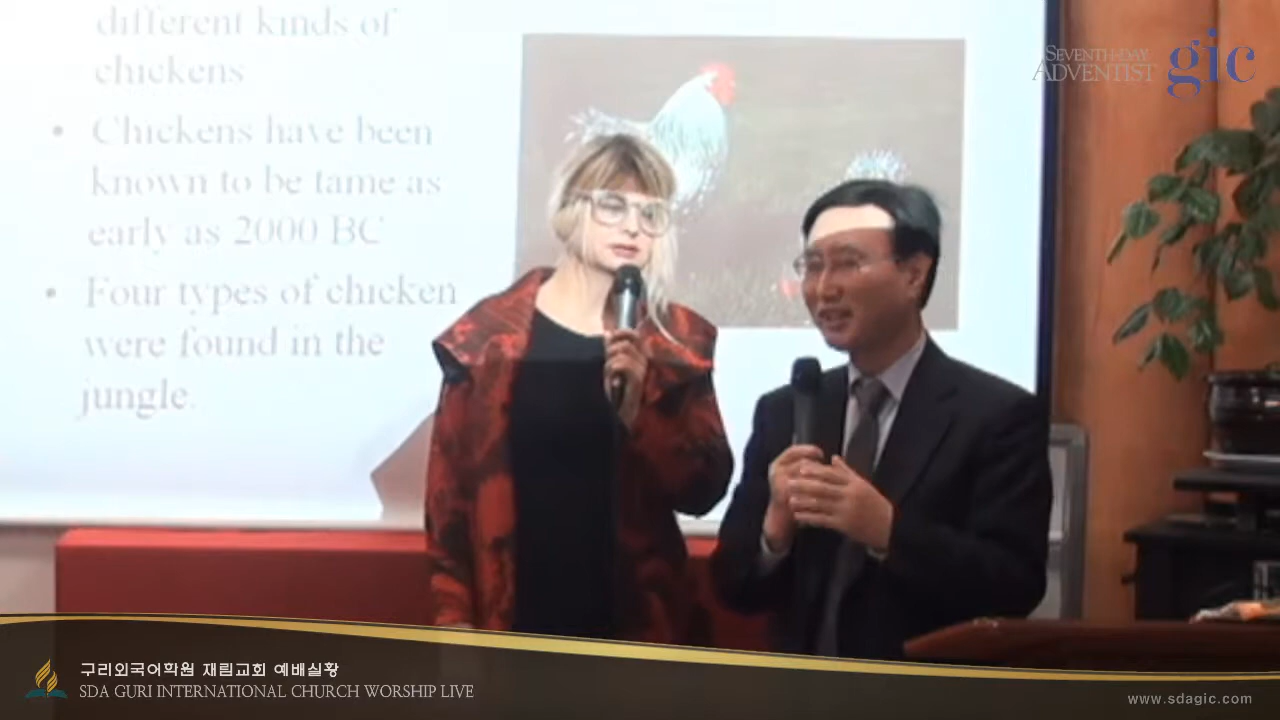 different kinds of
chickens
• Chickens have been
known to be tame as
early as 2000 BC
• Four types of chicken
were found in the
jungle.
SEVENTH-DAY
ADVENTIST
gic
구리외국어학원 재림교회 예배실황
SDA GURI INTERNATIONAL CHURCH WORSHIP LIVE
www.sdagic.com